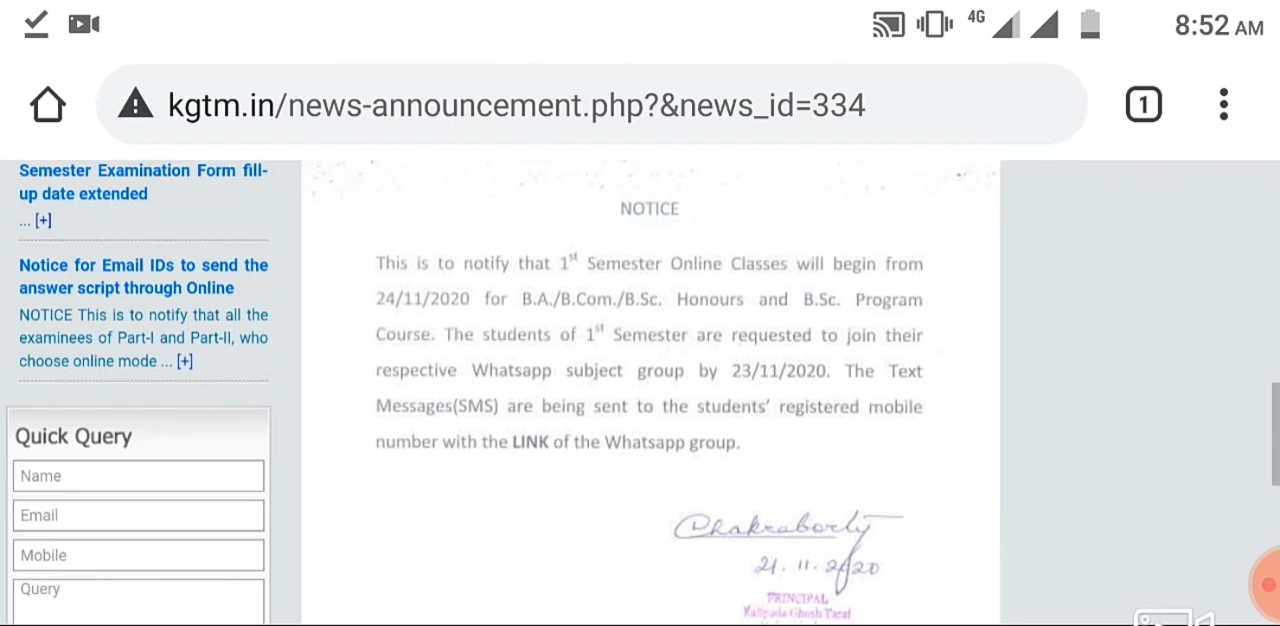 4G
8:52 AM
kgtm.in/news-announcement.php?&news_id=334
1
Semester Examination Form fill-
up date extended
... [+]
Notice for Email IDs to send the
answer script through Online
NOTICE This is to notify that all the
examinees of Part-I and Part-II, who
choose online mode ... [+]
Quick Query
Name
Email
Mobile
Query
NOTICE
This is to notify that 1st Semester Online Classes will begin from
24/11/2020 for B.A./B.Com./B.Sc. Honours and B.Sc. Program
Course. The students of 1st Semester are requested to join their
respective Whatsapp subject group by 23/11/2020. The Text
Messages(SMS) are being sent to the students' registered mobile
number with the LINK of the Whatsapp group.
Chakraborty
21.11.2020
PRINCIPAL
Kalipada Ghosh Tarai